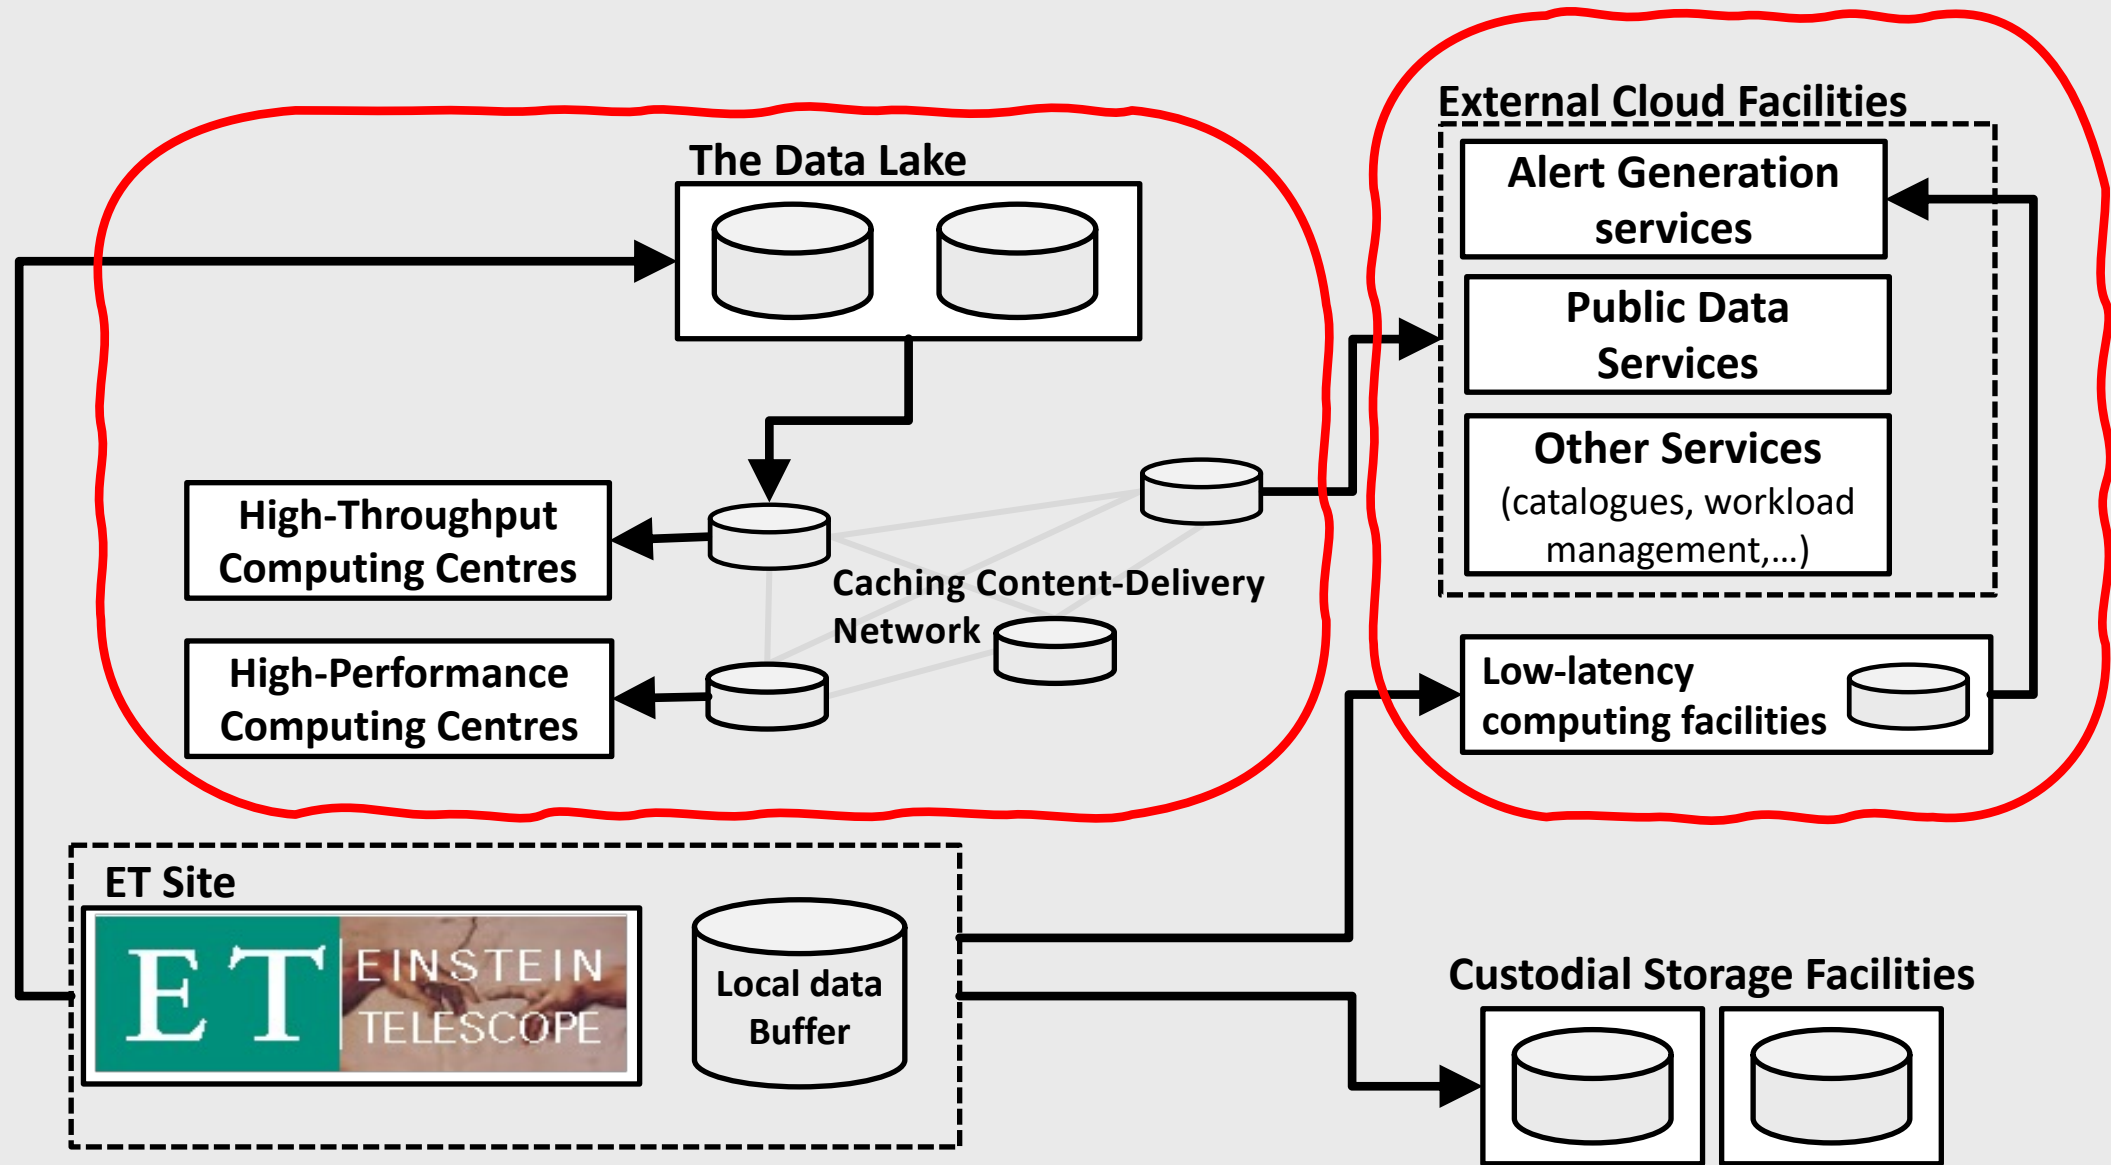 External Cloud Facilities
The Data Lake
Alert Generation
services
Public Data
Services
Other Services
(catalogues, workload
management,...)
High-Throughput
Computing Centres
Caching Content-Delivery
Network
High-Performance
Computing Centres
Low-latency
computing facilities
ET Site
ET
EINSTEIN
TELESCOPE
Local data
Buffer
Custodial Storage Facilities